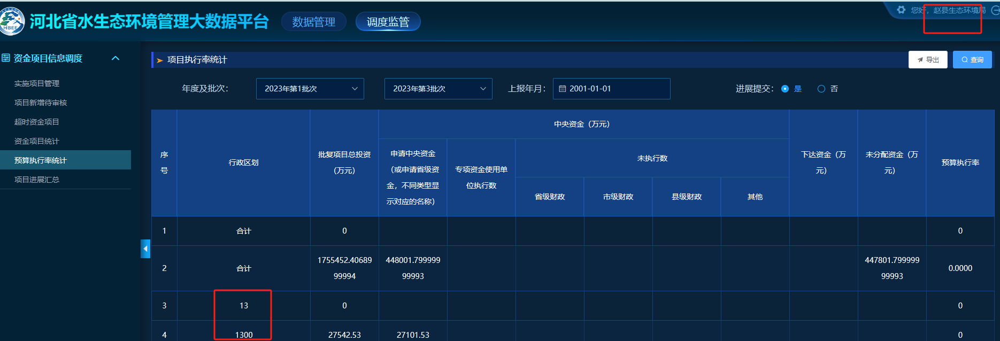 HBEE
河北省水生态环境管理大数据平台
数据管理
调度监管
您好，赵县生态环境局
资金项目信息调度
实施项目管理
项目新增待审核
超时资金项目
资金项目统计
预算执行率统计
项目进展汇总
项目执行率统计
导出
查询
年度及批次：
2023年第1批次
2023年第3批次
上报年月：
2001-01-01
进展提交：
是
否
序
号
行政区划
批复项目总投资
（万元）
中央资金（万元）
申请中央资金
（或申请省级资
金，不同类型显
示对应的名称）
专项资金使用单
位执行数
未执行数
省级财政
市级财政
县级财政
其他
下达资金（万
元）
未分配资金（万
元）
预算执行率
1
合计
0
0
2
合计
1755452.40689
99994
448001.799999
99993
447801.799999
99993
0.0000
3
13
0
0
4
1300
27542.53
27101.53
0